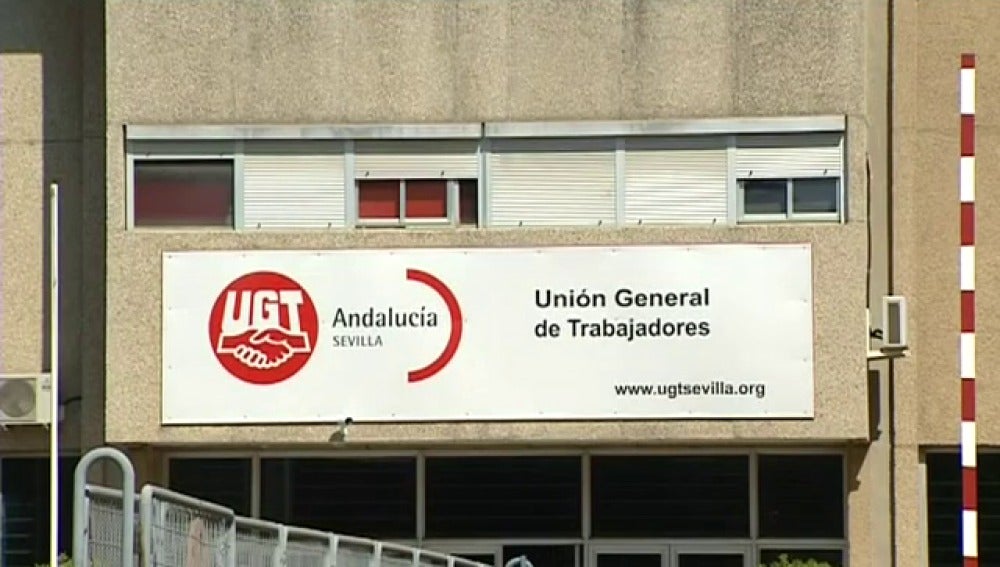 UGT
Andalucía
SEVILLA
Unión General
de Trabajadores
www.ugtsevilla.org